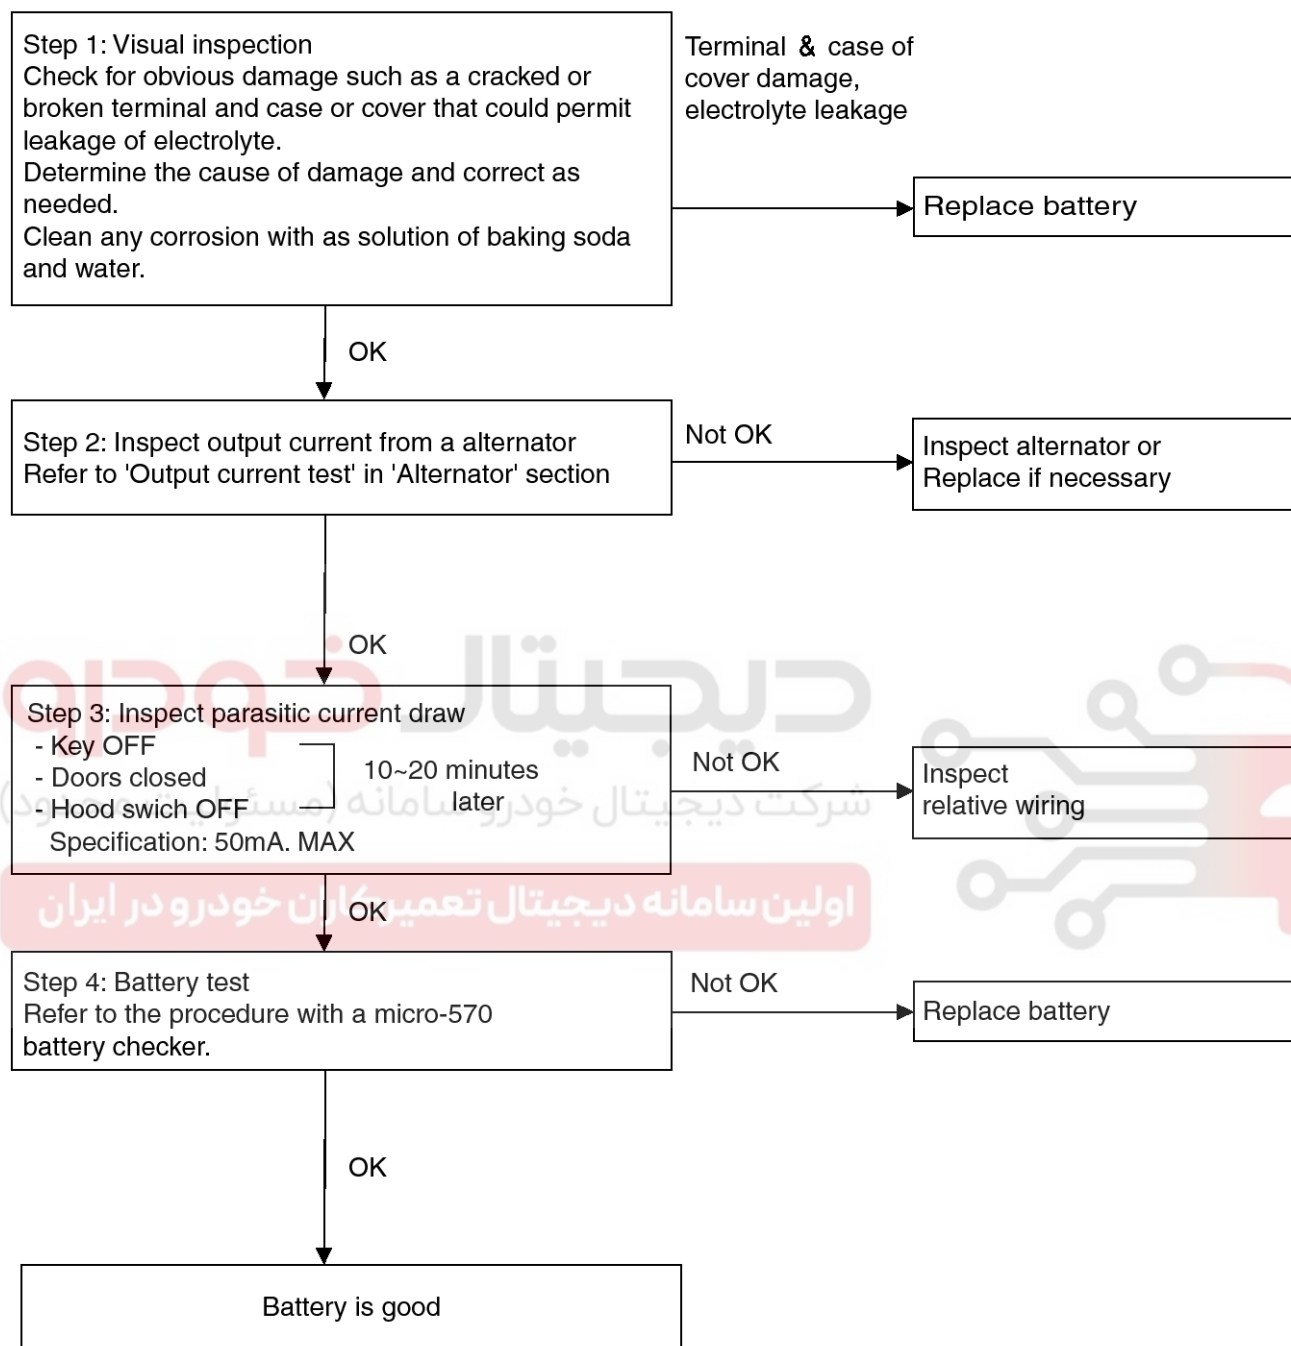 Step 1: Visual inspection
Check for obvious damage such as a cracked or
broken terminal and case or cover that could permit
leakage of electrolyte.
Determine the cause of damage and correct as
needed.
Clean any corrosion with as solution of baking soda
and water.
Terminal & case of
cover damage,
electrolyte leakage
Replace battery
OK
Step 2: Inspect output current from a alternator
Refer to 'Output current test' in 'Alternator' section
Not OK
Inspect alternator or
Replace if necessary
OK
دیجیتال خودرو
Step 3: Inspect parasitic current draw
- Key OFF
- Doors closed
- Hood swich OFF
10~20 minutes
later
Specification: 50mA. MAX
Not OK
Inspect
relative wiring
شرکت دیجیتال خودرو سامانه (مسئولیت محدود)
اولین سامانه دیجیتال تعمیرکاران خودرو در ایران
OK
Step 4: Battery test
Refer to the procedure with a micro-570
battery checker.
Not OK
Replace battery
OK
Battery is good